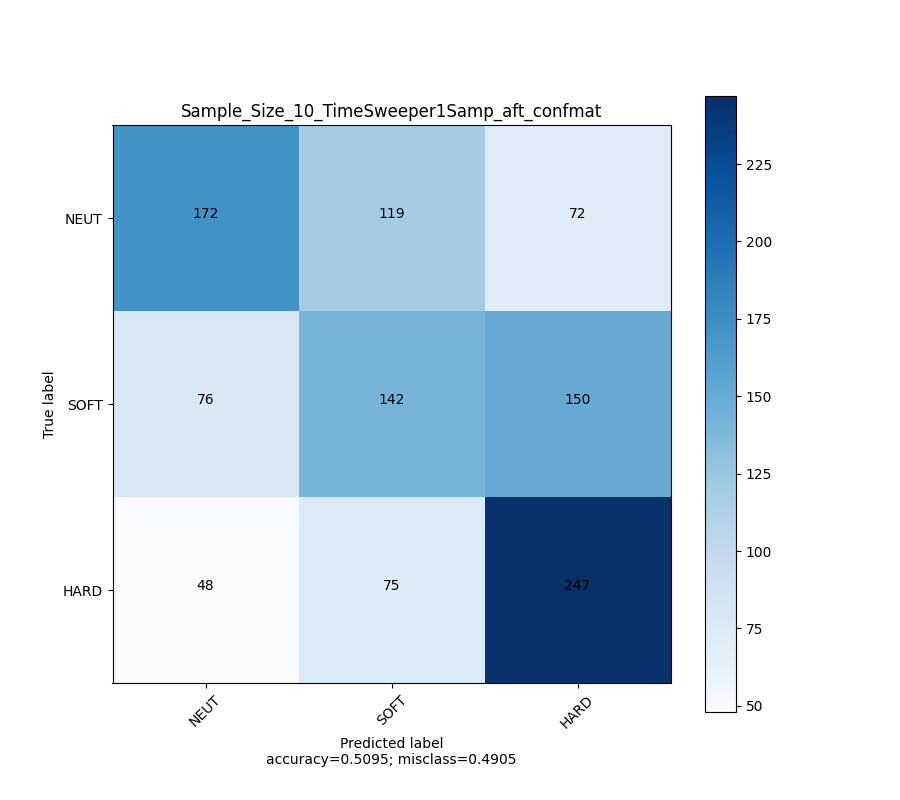 Sample_Size_10_TimeSweeper1Samp_aft_confmat
NEUT 172 119 72
SOFT 76 142 150
HARD 48 75 247
NEUT SOFT HARD
True label
Predicted label
accuracy=0.5095; misclass=0.4905
225
200
175
150
125
100
75
50